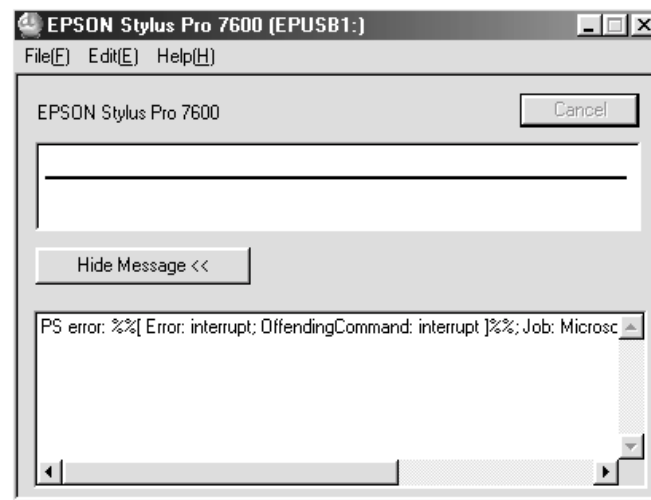 EPSON Stylus Pro 7600 (EPUSB1:)
File(F) Edit(E) Help(H)
EPSON Stylus Pro 7600 Cancel
Hide Message <<
PS error: %%[ Error: interrupt; OffendingCommand: interrupt ]%%; Job: Microsc